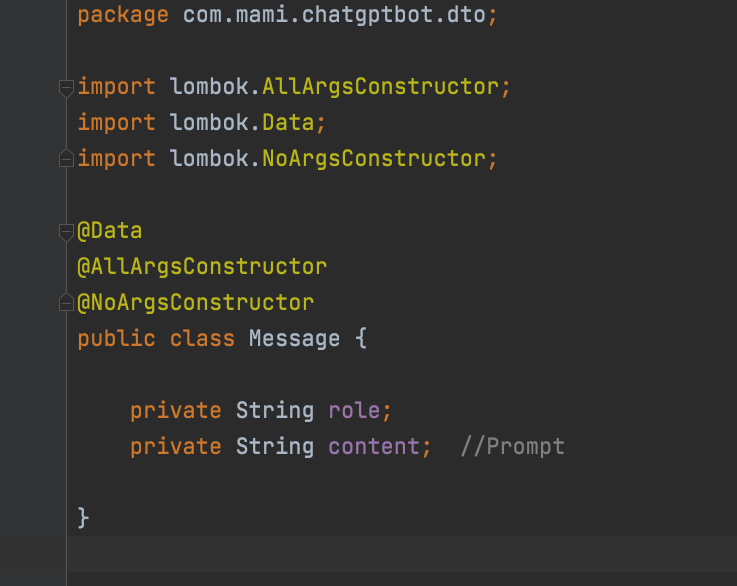 package com.mami.chatgptbot.dto;
import lombok.AllArgsConstructor;
import lombok.Data;
import lombok.NoArgsConstructor;
@Data
@AllArgsConstructor
@NoArgsConstructor
public class Message {
private String role;
private String content;  //Prompt
}